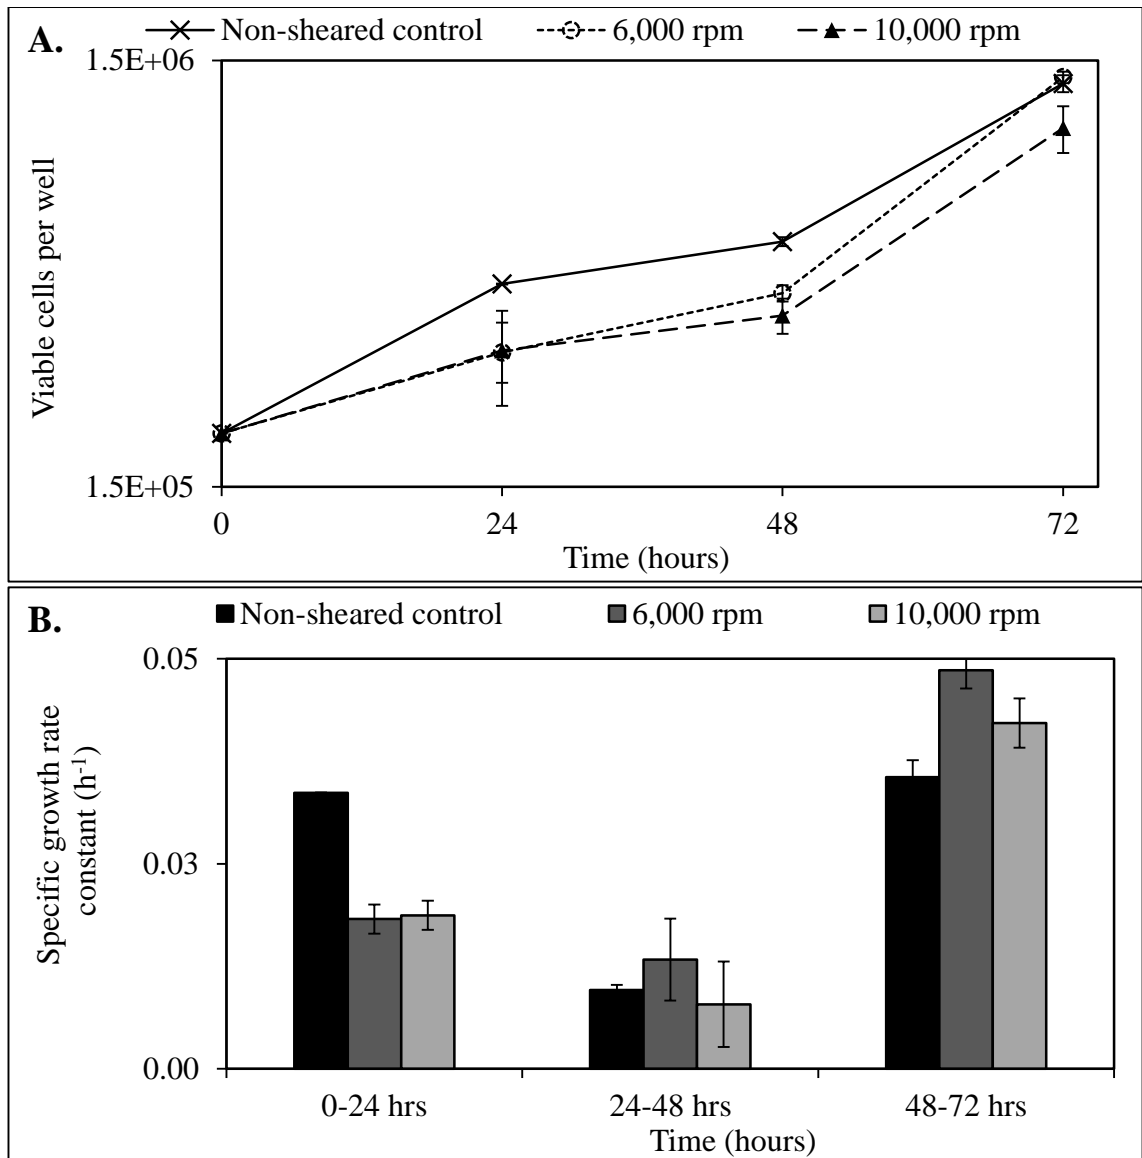 A.
Non-sheared control 6,000 rpm 10,000 rpm
1.5E+06
Viable cells per well
1.5E+05
0 24 48 72
Time (hours)
B.
Non-sheared control 6,000 rpm 10,000 rpm
0.05
Specific growth rate
constant (h-1)
0.03
0.00
0-24 hrs 24-48 hrs 48-72 hrs
Time (hours)